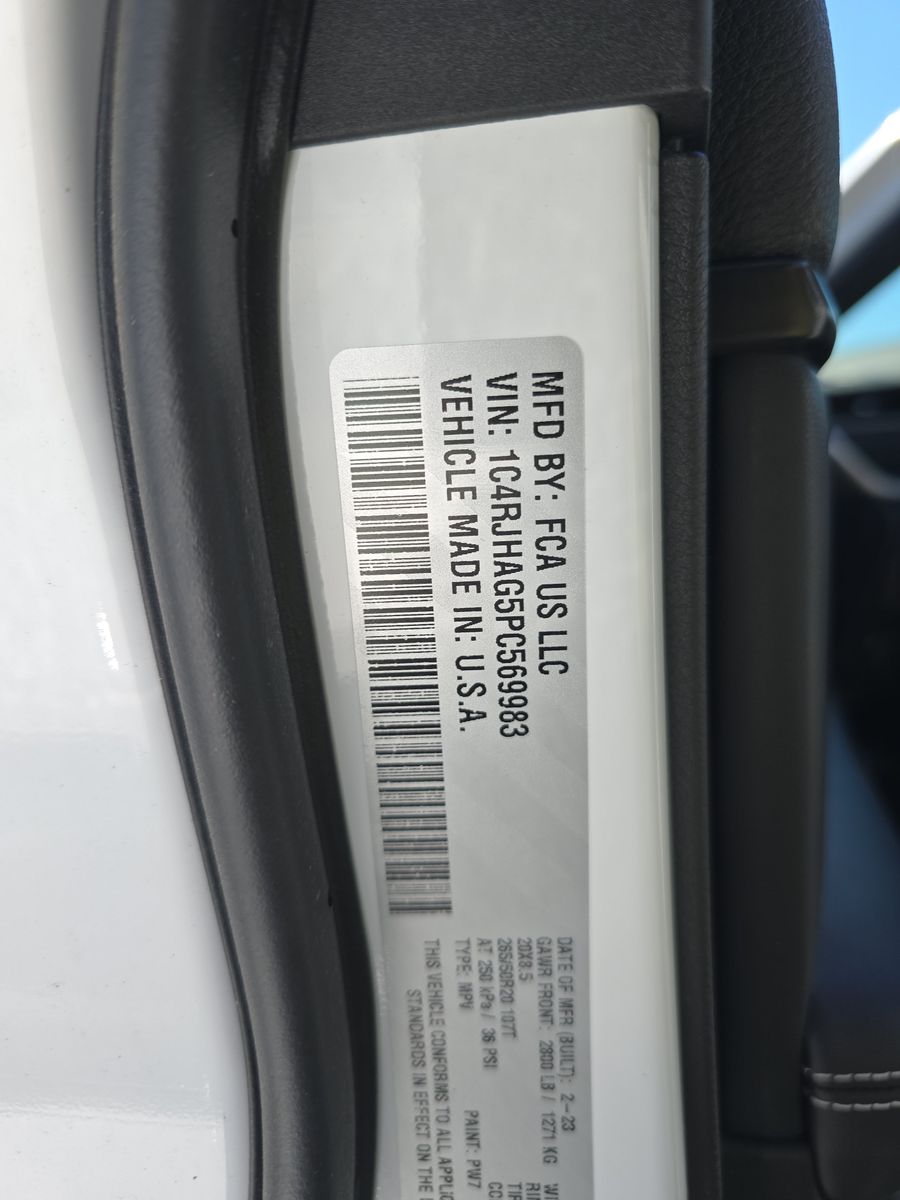 MFD BY: FCA US LLC
VIN: 1C4RJHAG5PC569983
VEHICLE MADE IN: U.S.A.
DATE OF MFR (BUILT): 2-23
GAWR FRONT: 2800 LB / 1271 KG
20X8.5
265/50R20 107T
AT 250 kPa / 36 PSI
TYPE: MPV PAINT: PW7
THIS VEHICLE CONFORMS TO ALL
STANDARDS IN EFFECT ON THE